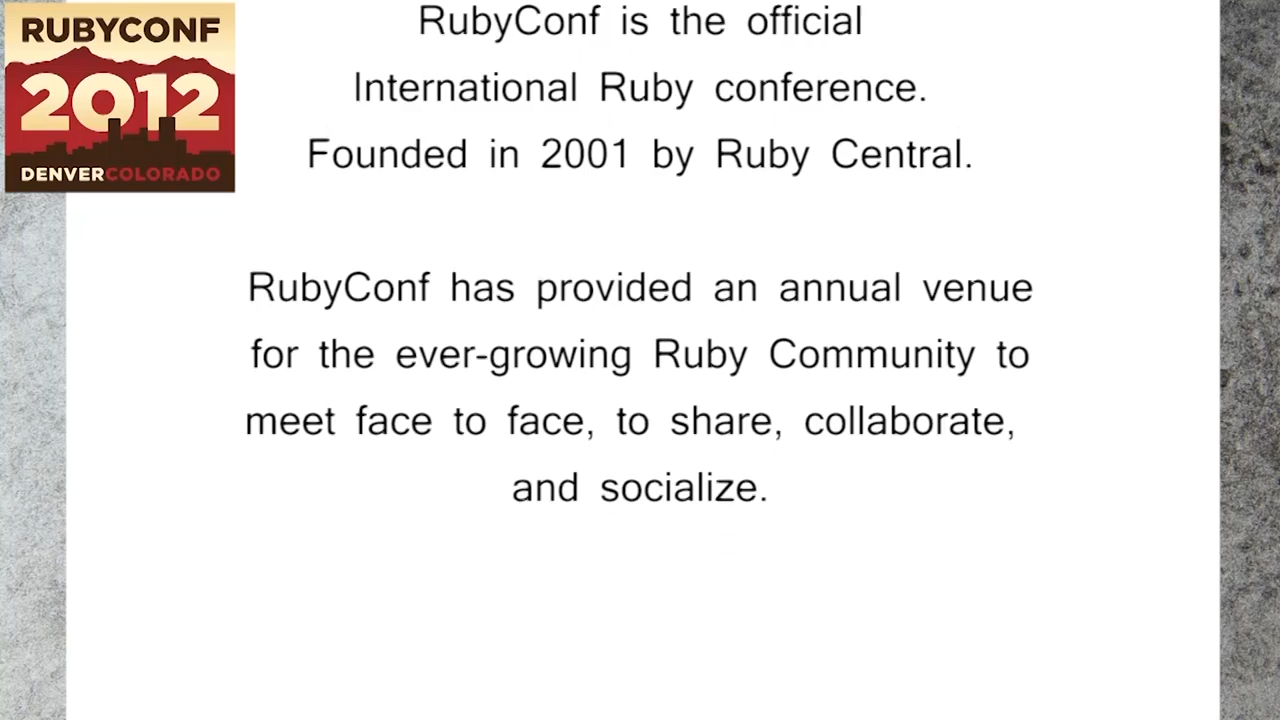 RUBYCONF
2012
DENVERCOLORADO
RubyConf is the official
International Ruby conference.
Founded in 2001 by Ruby Central.
RubyConf has provided an annual venue
for the ever-growing Ruby Community to
meet face to face, to share, collaborate,
and socialize.